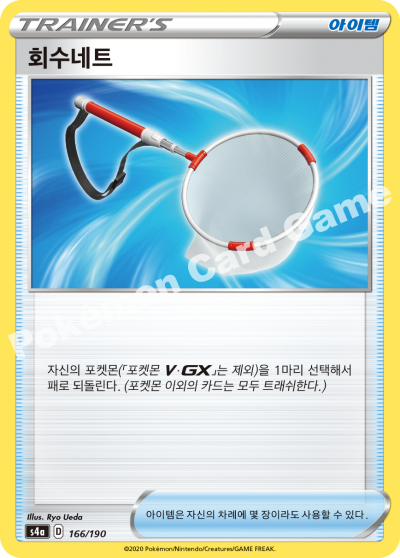 TRAINER'S
아이템
회수네트
Pokémon Card Game
자신의 포켓몬(「포켓몬 V·GX」는 제외)을 1마리 선택해서
패로 되돌린다. (포켓몬 이외의 카드는 모두 트래쉬한다.)
Illus. Ryo Ueda
s4a D 166/190
아이템은 자신의 차례에 몇 장이라도 사용할 수 있다.
©2020 Pokémon/Nintendo/Creatures/GAME FREAK.